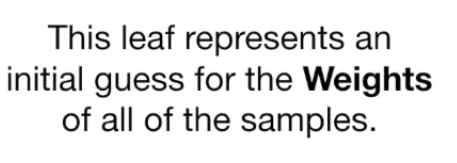 This leaf represents an
initial guess for the Weights
of all of the samples.